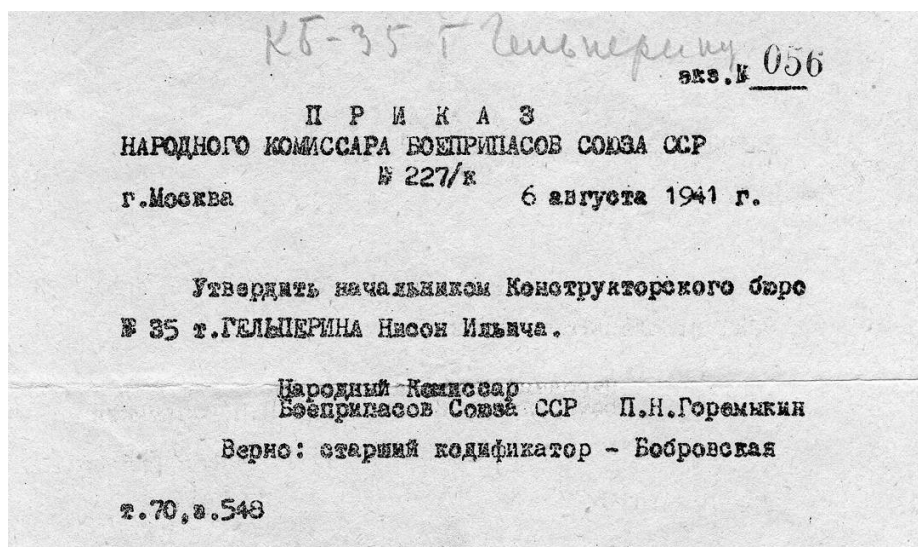 КБ-35 т Гельперину
экз.№ 056
П Р И К А З
НАРОДНОГО КОМИССАРА БОЕПРИПАСОВ СОЮЗА ССР
№ 227/к
г.Москва 6 августа 1941 г.
Утвердить начальником Конструкторского бюро
№ 35 т.ГЕЛЬПЕРИНА Нисон Ильича.
Народный Комиссар
Боеприпасов Союза ССР П.Н.Горемыкин
Верно: старший кодификатор - Бобровская
т.70,з.548